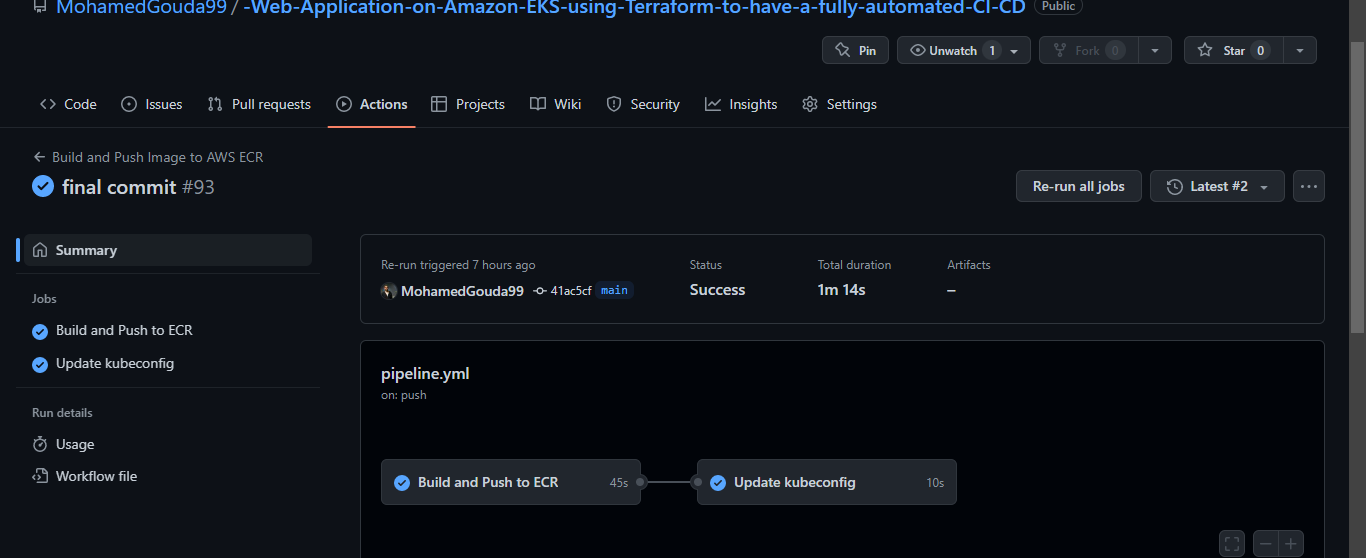 MohamedGouda99 / -Web-Application-on-Amazon-EKS-using-Terraform-to-have-a-fully-automated-CI-CD Public
Pin Unwatch 1 Fork 0 Star 0
Code Issues Pull requests Actions Projects Wiki Security Insights Settings
Build and Push Image to AWS ECR
final commit #93
Re-run all jobs Latest #2 ...
Summary
Jobs
Build and Push to ECR
Update kubeconfig
Run details
Usage
Workflow file
Re-run triggered 7 hours ago
MohamedGouda99 41ac5cf main
Status
Success
Total duration
1m 14s
Artifacts
–
pipeline.yml
on: push
Build and Push to ECR 45s
Update kubeconfig 10s